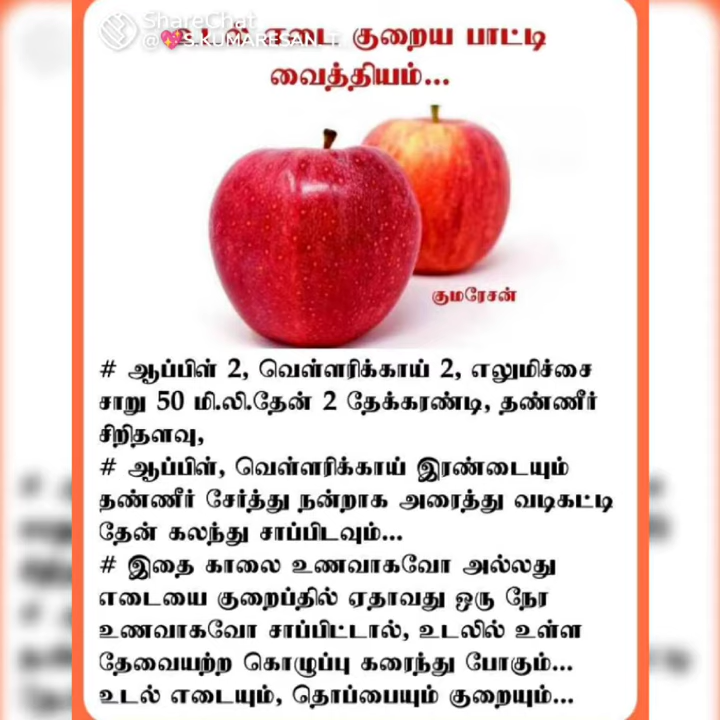 ShareChat
@💖S.KUMARESAN T
உடல் எடை குறைய பாட்டி
வைத்தியம்...
குமரேசன்
# ஆப்பிள் 2, வெள்ளரிக்காய் 2, எலுமிச்சை
சாறு 50 மி.லி.தேன் 2 தேக்கரண்டி, தண்ணீர்
சிறிதளவு,
# ஆப்பிள், வெள்ளரிக்காய் இரண்டையும்
தண்ணீர் சேர்த்து நன்றாக அரைத்து வடிகட்டி
தேன் கலந்து சாப்பிடவும்...
# இதை காலை உணவாகவோ அல்லது
எடையை குறைப்தில் ஏதாவது ஒரு நேர
உணவாகவோ சாப்பிட்டால், உடலில் உள்ள
தேவையற்ற கொழுப்பு கரைந்து போகும்...
உடல் எடையும், தொப்பையும் குறையும்...